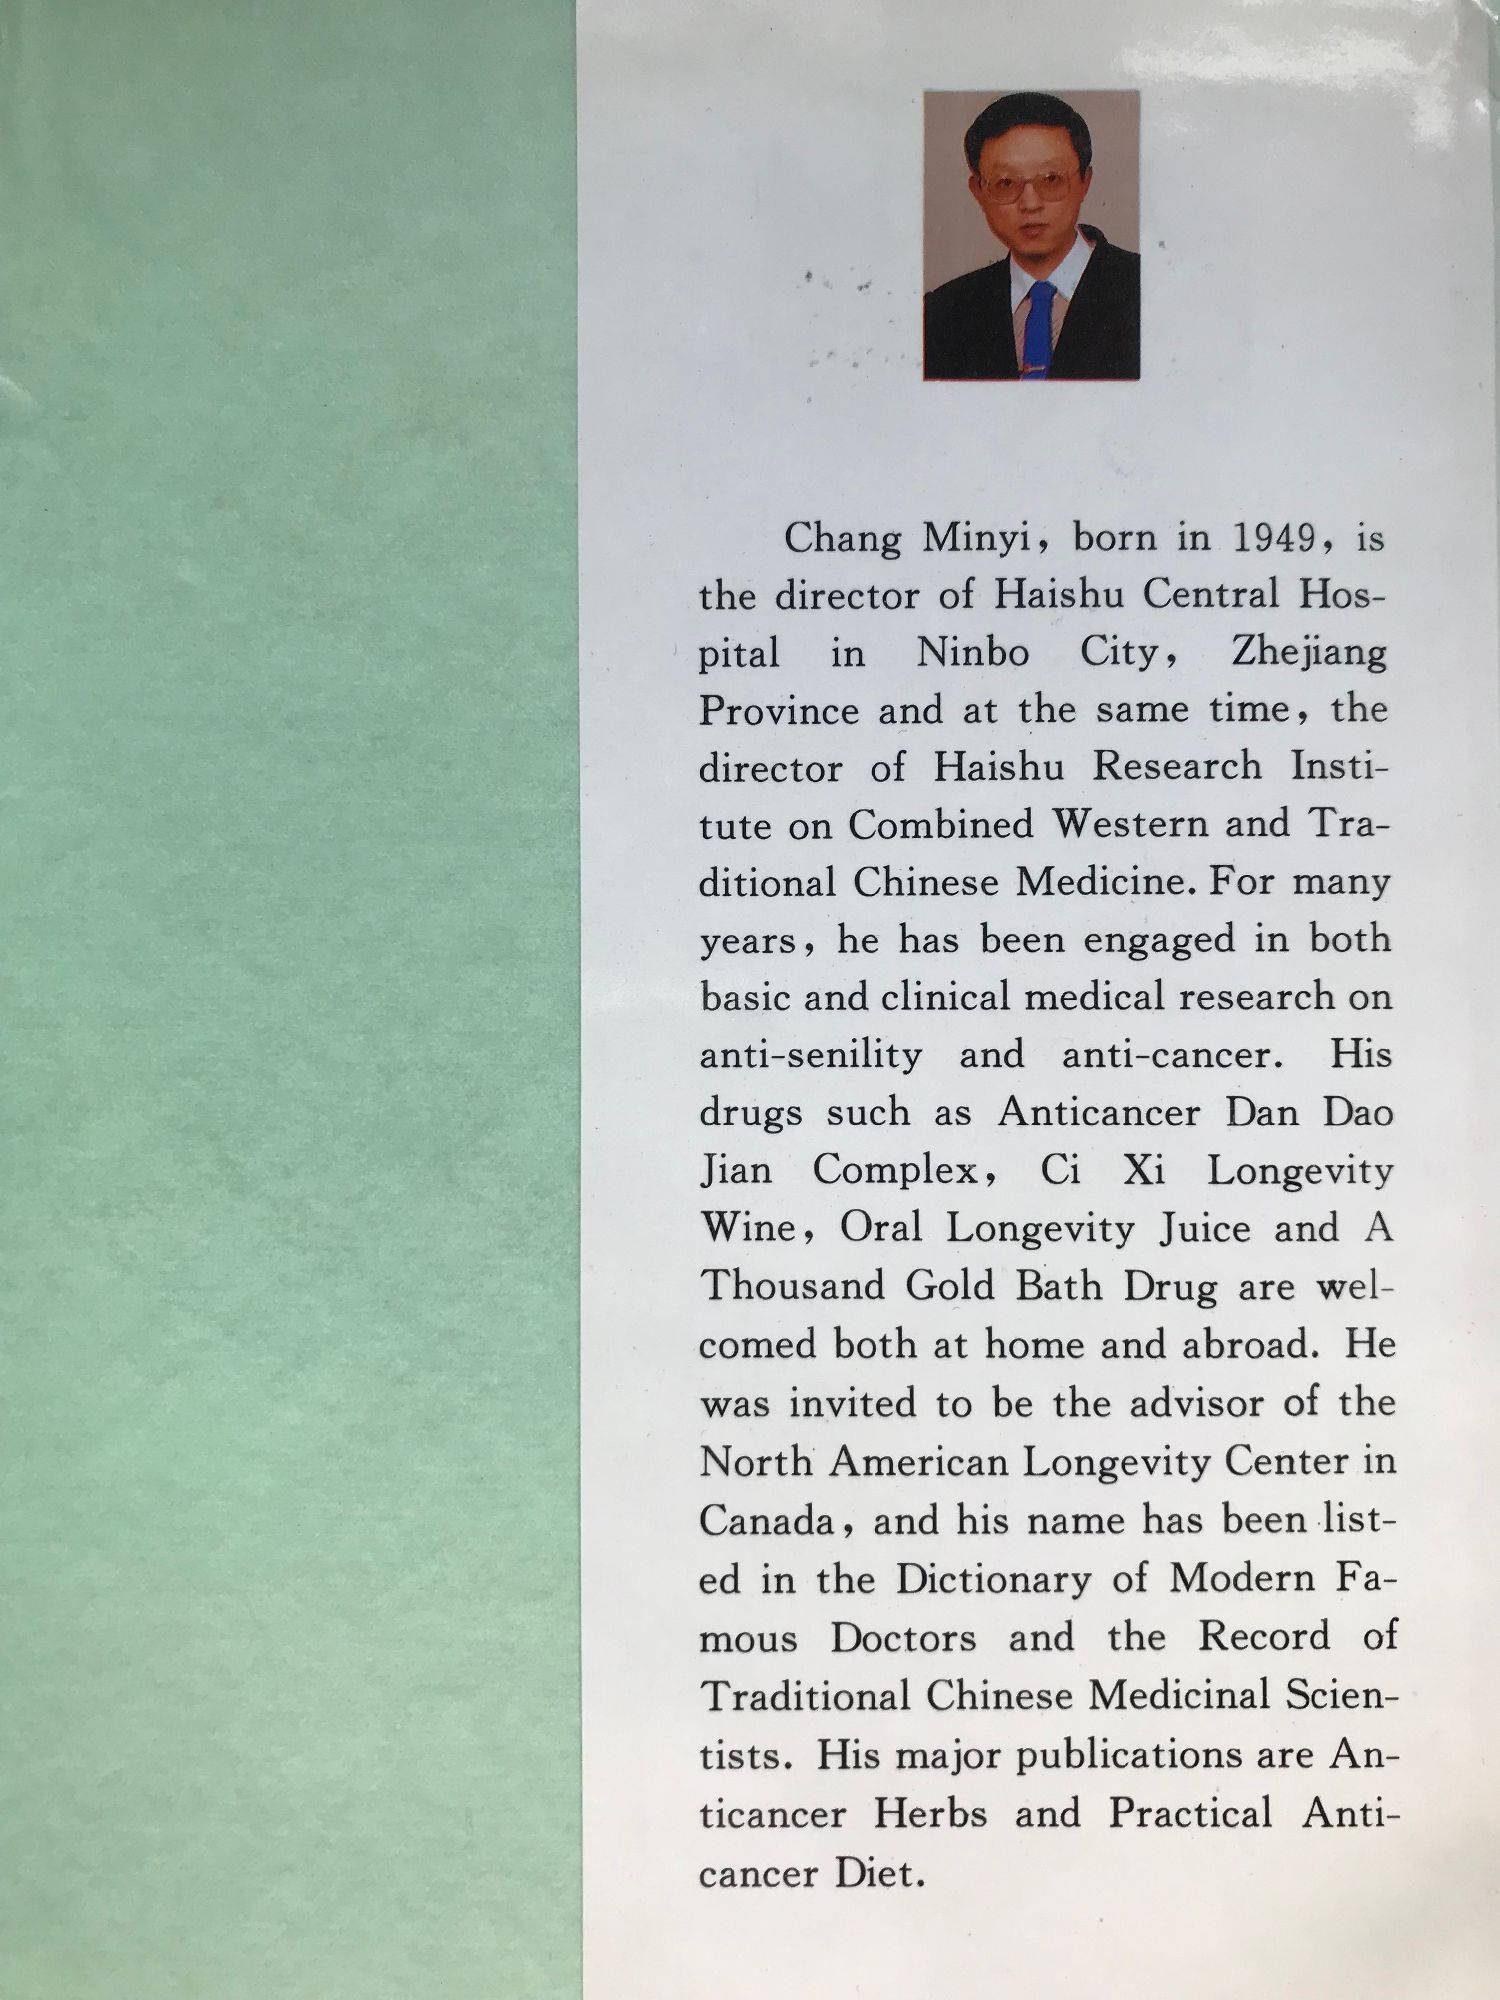 Chang Minyi, born in 1949, is
the director of Haishu Central Hos-
pital in Ninbo City, Zhejiang
Province and at the same time, the
director of Haishu Research Insti-
tute on Combined Western and Tra-
ditional Chinese Medicine. For many
years, he has been engaged in both
basic and clinical medical research on
anti-senility and anti-cancer. His
drugs such as Anticancer Dan Dao
Jian Complex, Ci Xi Longevity
Wine, Oral Longevity Juice and A
Thousand Gold Bath Drug are wel-
comed both at home and abroad. He
was invited to be the advisor of the
North American Longevity Center in
Canada, and his name has been list-
ed in the Dictionary of Modern Fa-
mous Doctors and the Record of
Traditional Chinese Medicinal Scien-
tists. His major publications are An-
ticancer Herbs and Practical Anti-
cancer Diet.